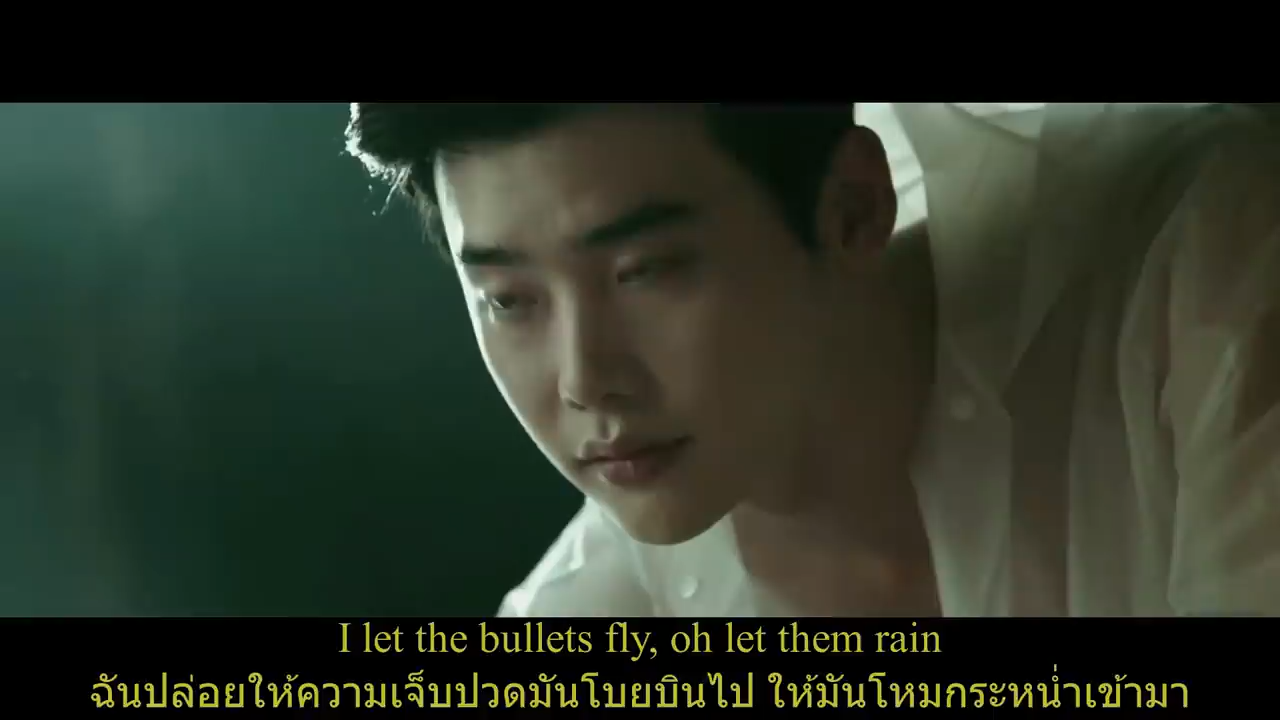 I let the bullets fly, oh let them rain
ฉันปล่อยให้ความเจ็บปวดมันโบยบินไป ให้มันโหมกระหน่ำเข้ามา